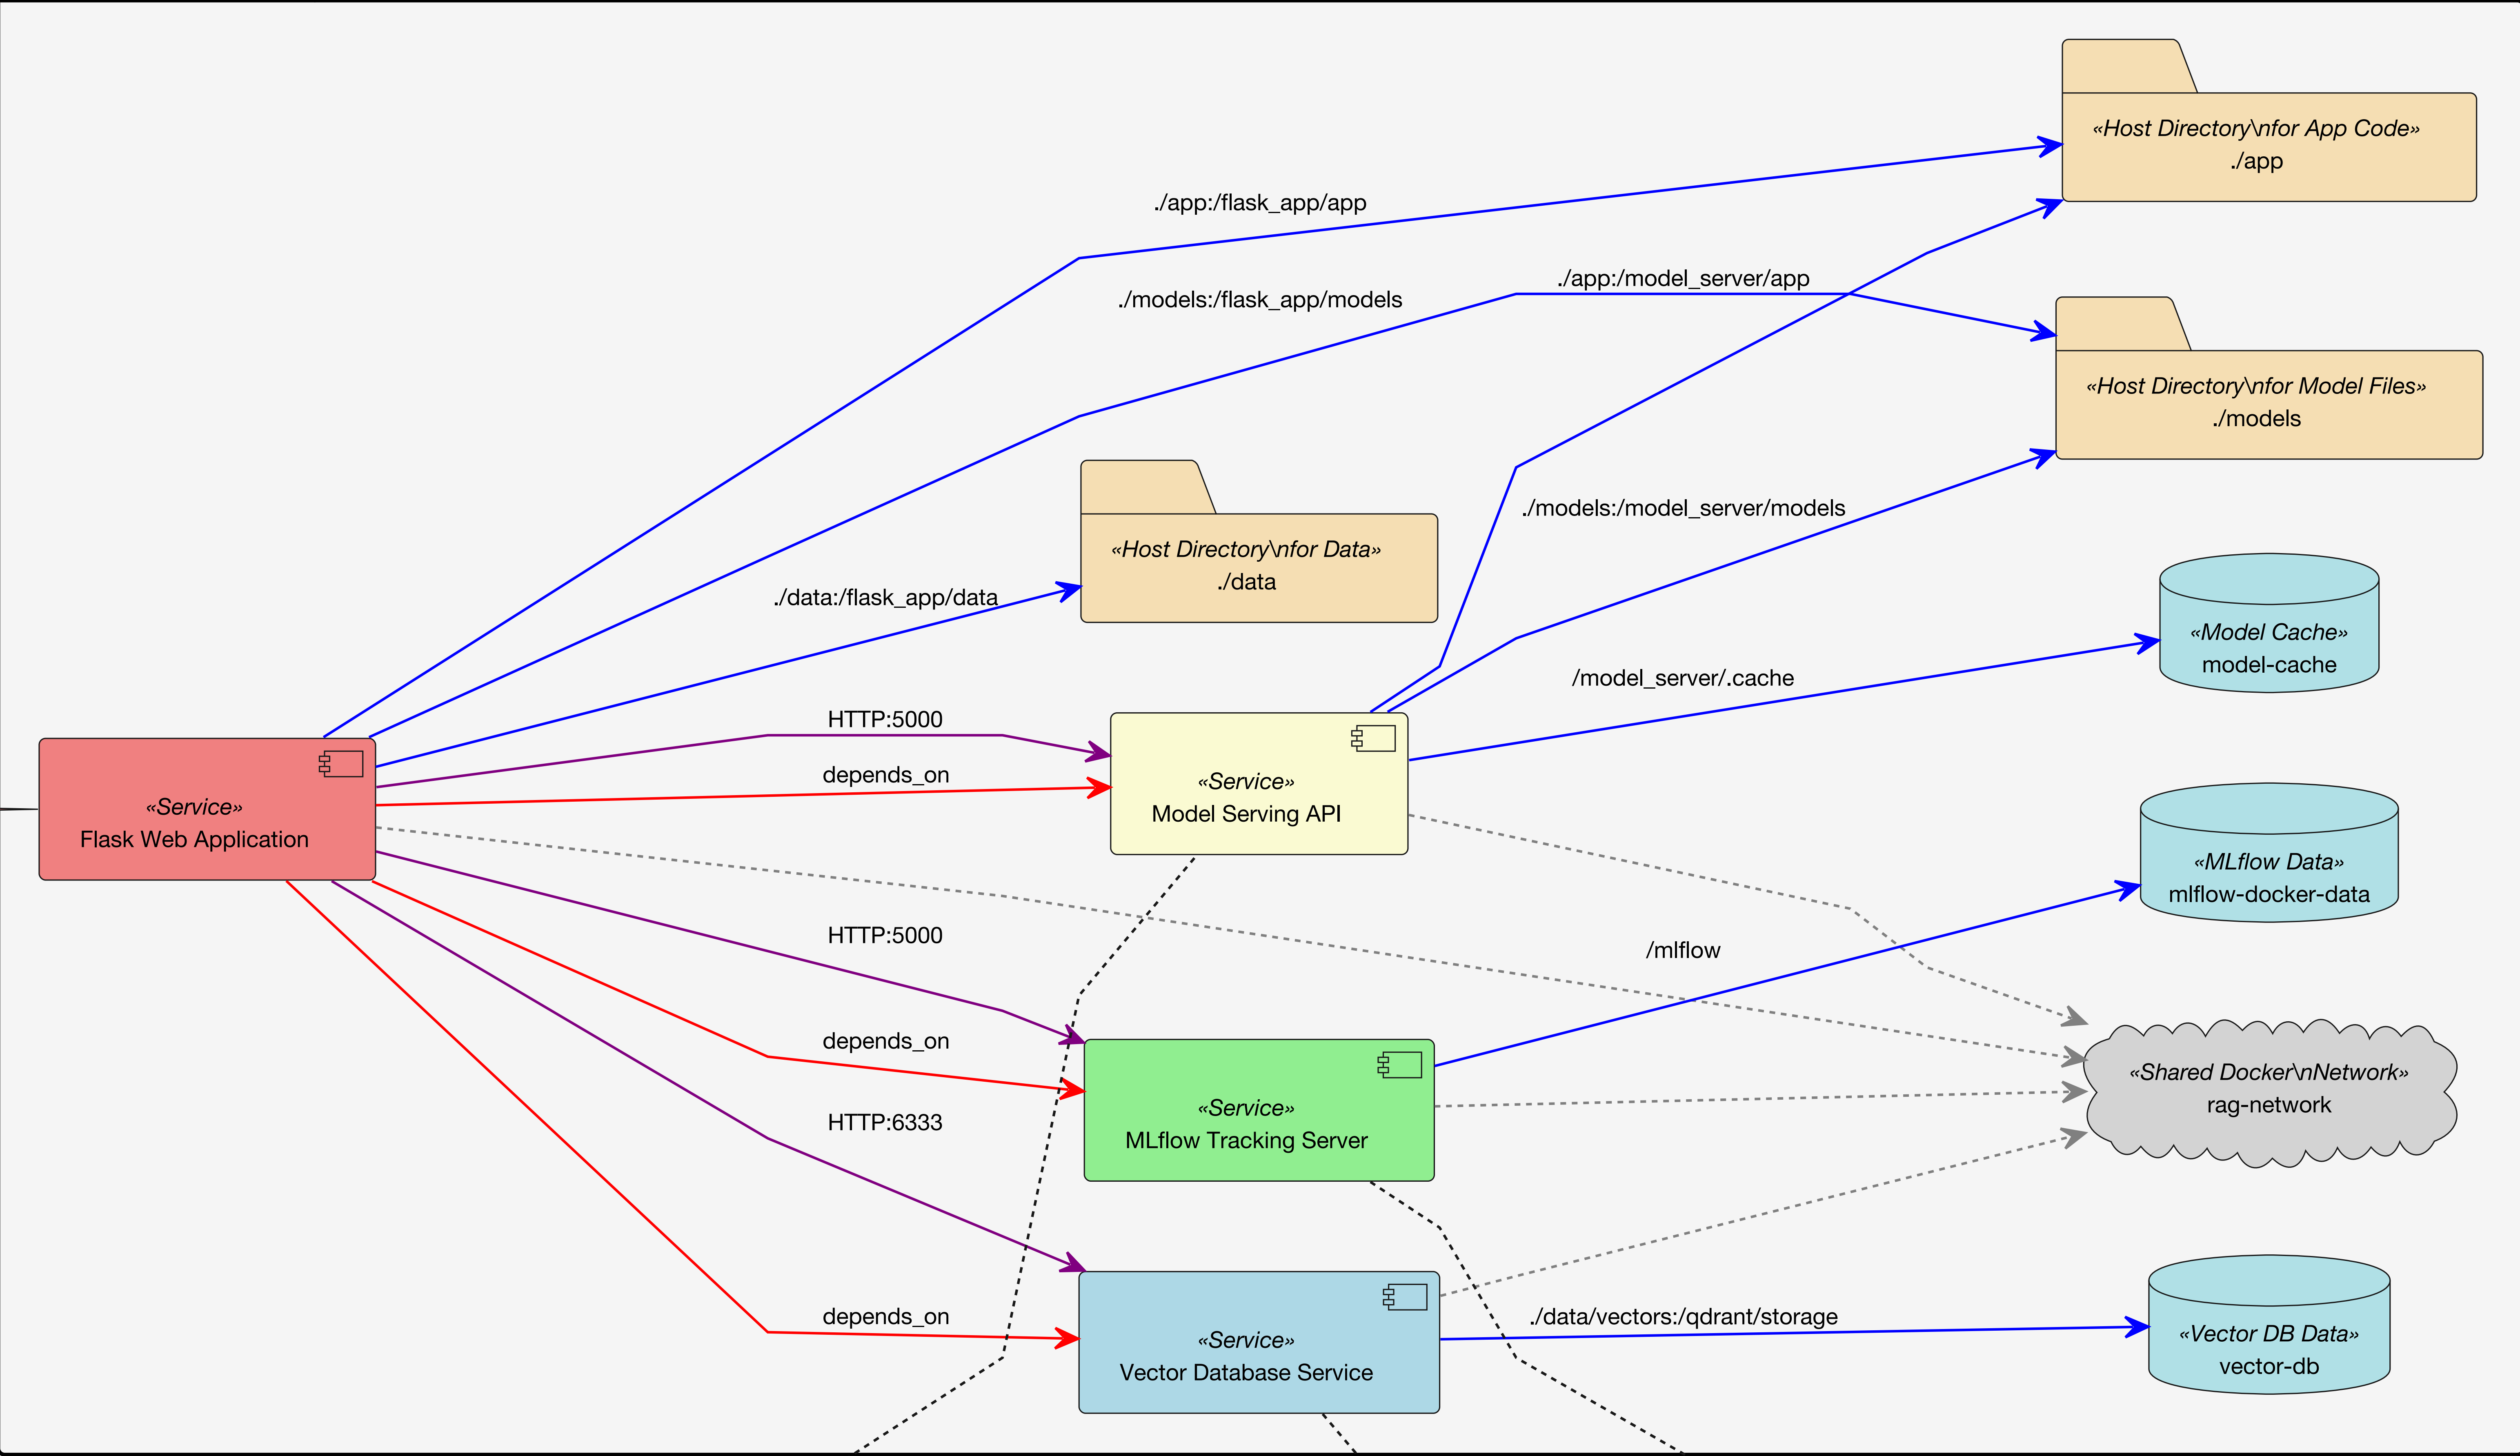 «Host Directory\nfor App Code»
./app
./app:/flask_app/app
./app:/model_server/app
./models:/flask_app/models
«Host Directory\nfor Model Files»
./models
./models:/model_server/models
«Host Directory\nfor Data»
./data
./data:/flask_app/data
«Model Cache»
model-cache
/model_server/.cache
HTTP:5000
depends_on
«Service»
Model Serving API
«Service»
Flask Web Application
«MLflow Data»
mlflow-docker-data
HTTP:5000
/mlflow
depends_on
«Shared Docker\nNetwork»
rag-network
«Service»
MLflow Tracking Server
HTTP:6333
depends_on
./data/vectors:/qdrant/storage
«Service»
Vector Database Service
«Vector DB Data»
vector-db